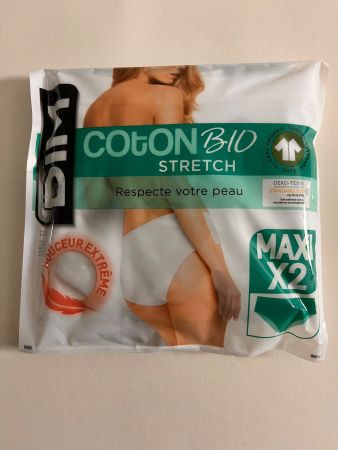 DIM
COtON BIO
STRETCH
Respecte votre peau
OEKO-TEX®
DOUCEUR EXTRÊME
MAXI
X2